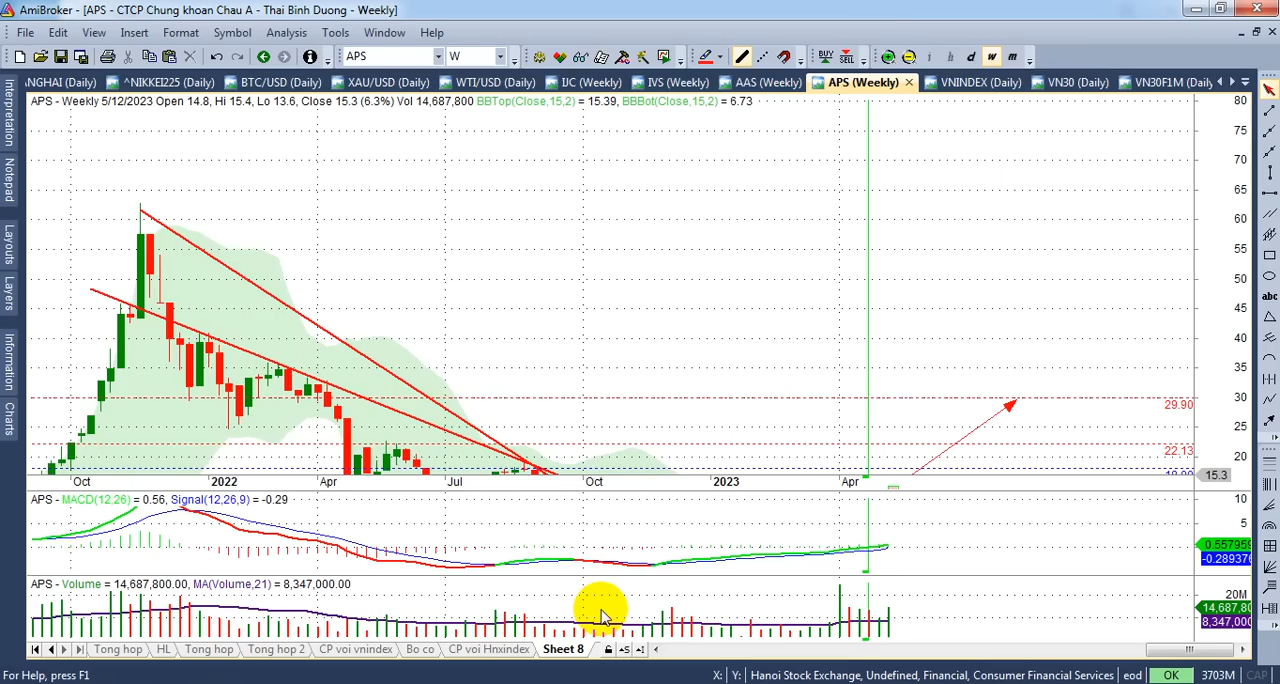 AmiBroker - [APS - CTCP Chung khoan Chau A - Thai Binh Duong - Weekly]
File Edit View Insert Format Symbol Analysis Tools Window Help
APS W BUY SELL i h d w m
NGHAI (Daily) ^NIKKEI225 (Daily) BTC/USD (Daily) XAU/USD (Daily) WTI/USD (Daily) IJC (Weekly) IVS (Weekly) AAS (Weekly) APS (Weekly) VNINDEX (Daily) VN30 (Daily) VN30F1M (Daily)
Interpretation
Notepad
Layouts
Layers
Information
Charts
APS - Weekly 5/12/2023 Open 14.8, Hi 15.4, Lo 13.6, Close 15.3 (6.3%) Vol 14,687,800 BBTop(Close,15,2) = 15.39, BBBot(Close,15,2) = 6.73
80
75
70
65
60
55
50
45
40
35
30
29.90
25
22.13
20
15.3
Oct 2022 Apr Jul Oct 2023 Apr
abc
APS - MACD(12,26) = 0.56, Signal(12,26,9) = -0.29
10
5
0.557959
-0.289376
APS - Volume = 14,687,800.00, MA(Volume,21) = 8,347,000.00
20M
14,687,80
8,347,000
Tong hop HL Tong hop Tong hop 2 CP voi vnindex Bo co CP voi Hnxindex Sheet 8
For Help, press F1 X: Y: Hanoi Stock Exchange, Undefined, Financial, Consumer Financial Services eod OK 3703M CAP